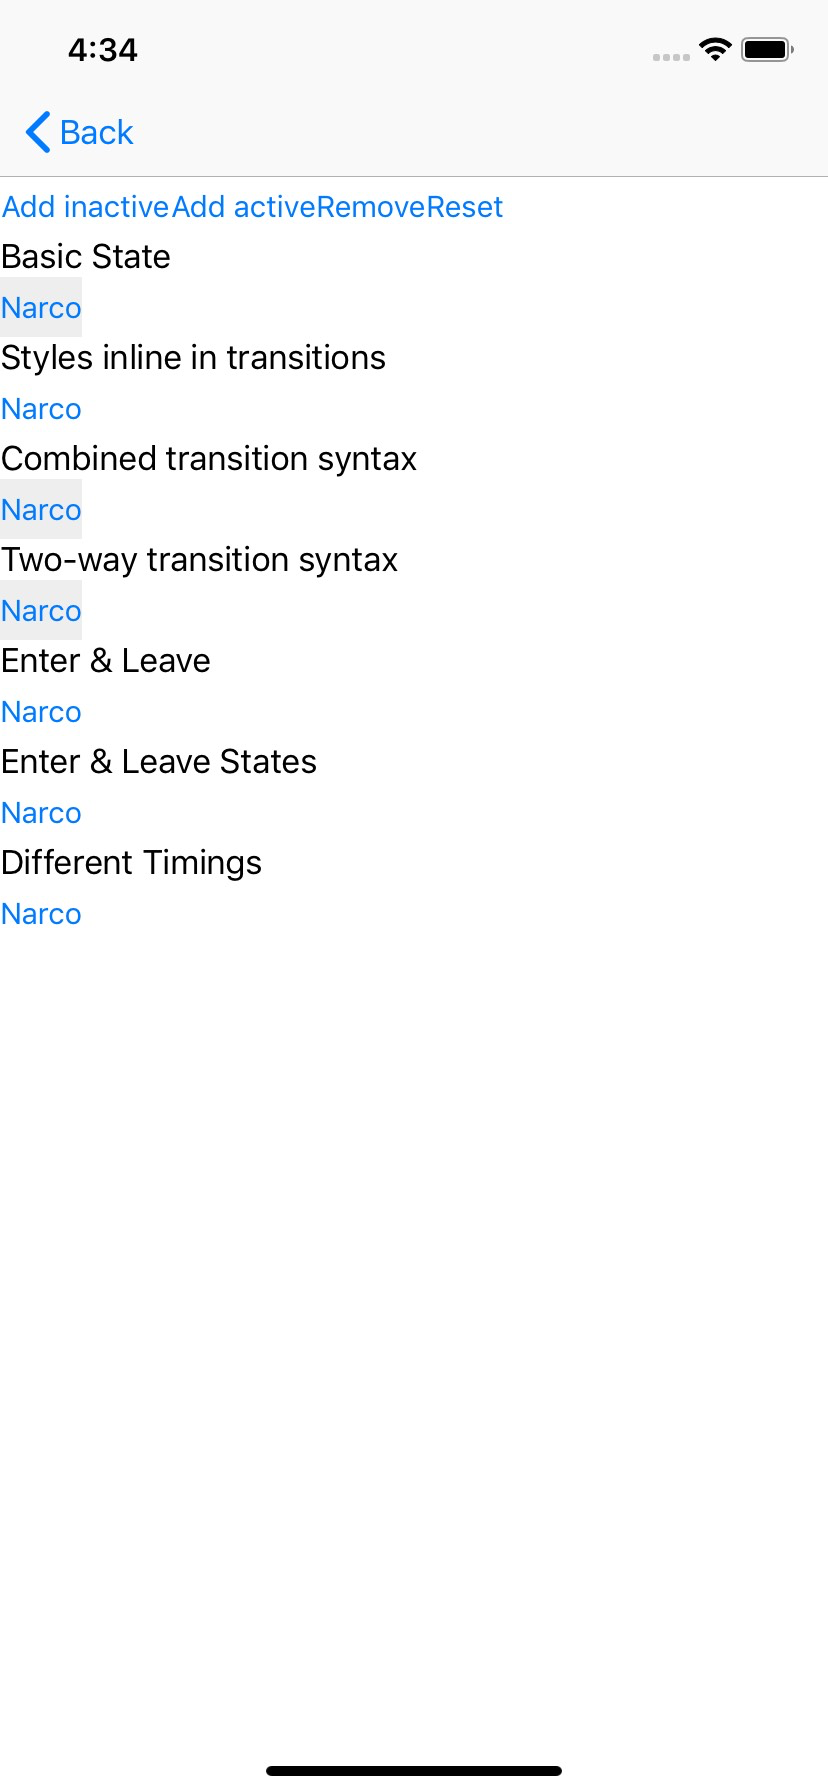 4:34
Back
Add inactiveAdd activeRemoveReset
Basic State
Narco
Styles inline in transitions
Narco
Combined transition syntax
Narco
Two-way transition syntax
Narco
Enter & Leave
Narco
Enter & Leave States
Narco
Different Timings
Narco